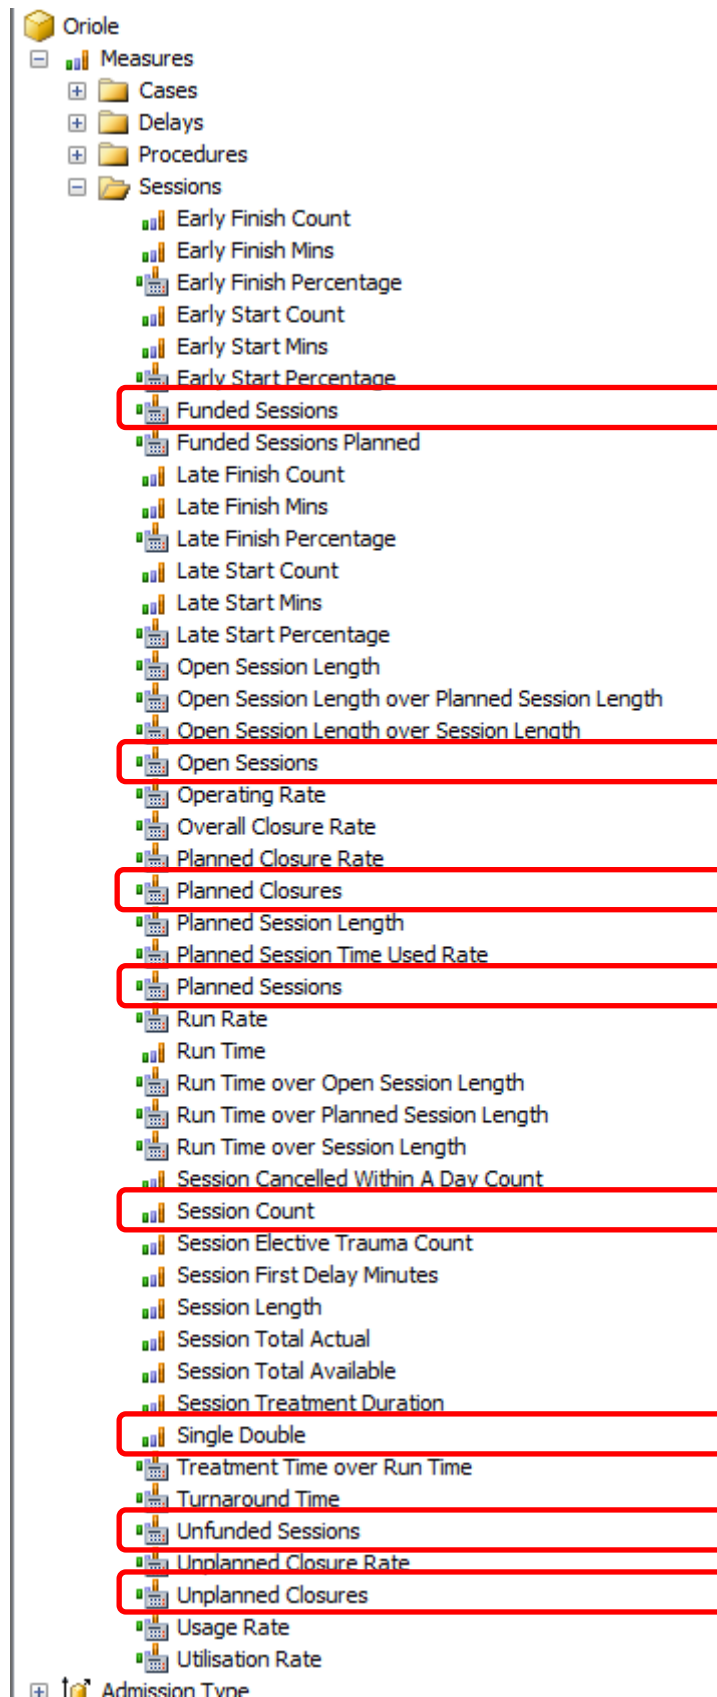 Oriole
Measures
Cases
Delays
Procedures
Sessions
Early Finish Count
Early Finish Mins
Early Finish Percentage
Early Start Count
Early Start Mins
Early Start Percentage
Funded Sessions
Funded Sessions Planned
Late Finish Count
Late Finish Mins
Late Finish Percentage
Late Start Count
Late Start Mins
Late Start Percentage
Open Session Length
Open Session Length over Planned Session Length
Open Session Length over Session Length
Open Sessions
Operating Rate
Overall Closure Rate
Planned Closure Rate
Planned Closures
Planned Session Length
Planned Session Time Used Rate
Planned Sessions
Run Rate
Run Time
Run Time over Open Session Length
Run Time over Planned Session Length
Run Time over Session Length
Session Cancelled Within A Day Count
Session Count
Session Elective Trauma Count
Session First Delay Minutes
Session Length
Session Total Actual
Session Total Available
Session Treatment Duration
Single Double
Treatment Time over Run Time
Turnaround Time
Unfunded Sessions
Unplanned Closure Rate
Unplanned Closures
Usage Rate
Utilisation Rate
Admission Type